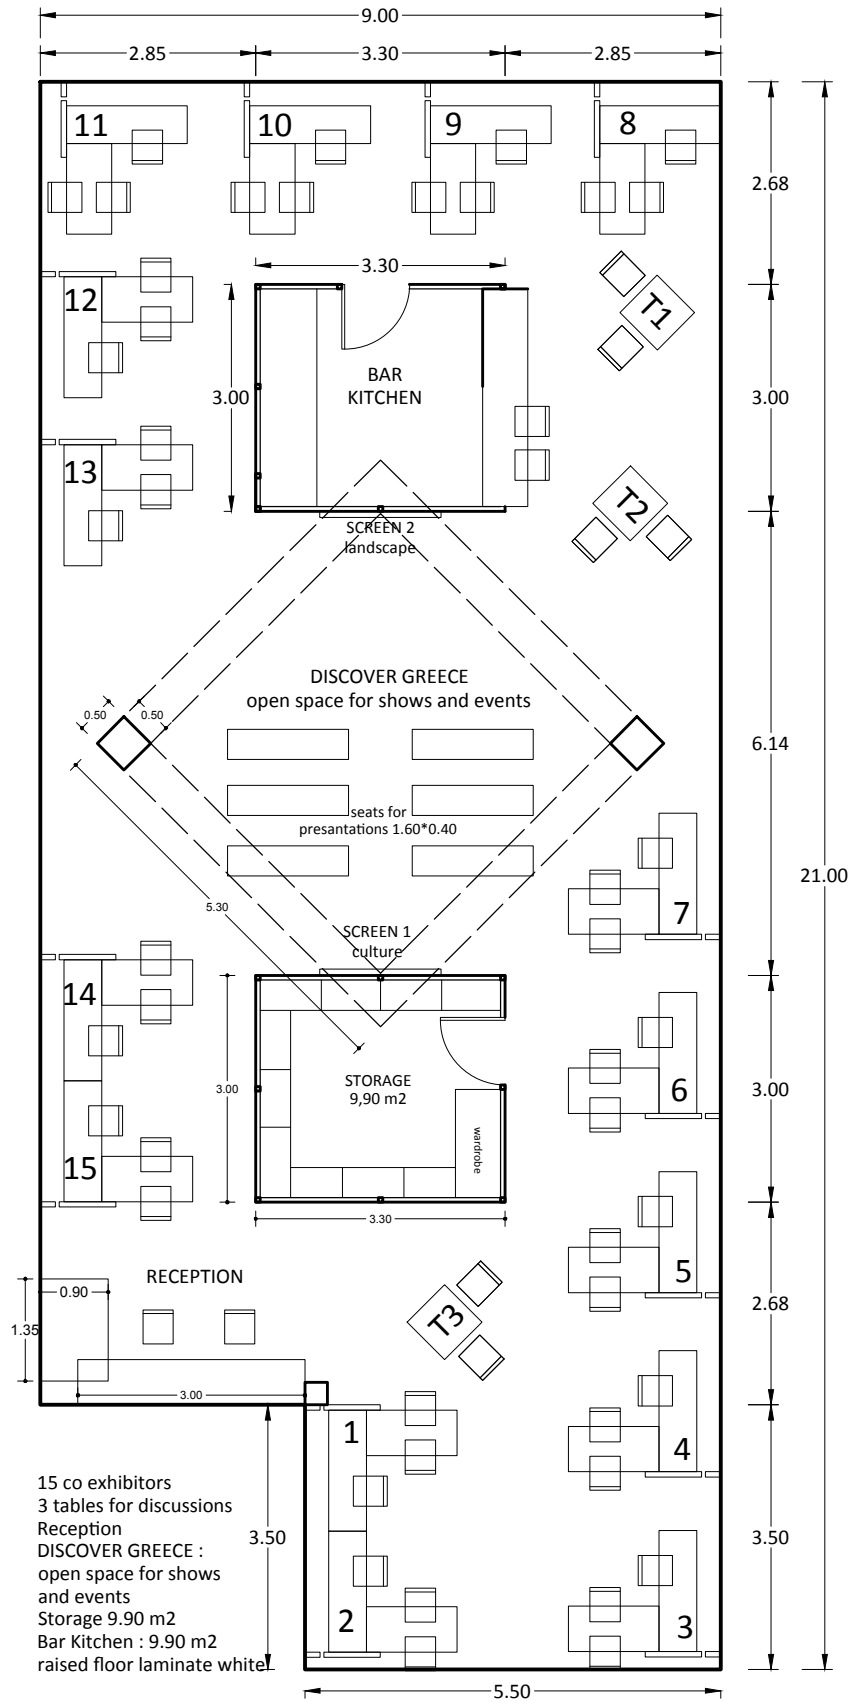 9.00
2.85
3.30
2.85
11
10
9
8
2.68
3.30
12
T1
BAR
KITCHEN
3.00
3.00
13
T2
SCREEN 2
landscape
DISCOVER GREECE
open space for shows and events
0.50
0.50
6.14
seats for
presantations 1.60*0.40
21.00
5.30
7
SCREEN 1
culture
14
STORAGE
9,90 m2
3.00
6
3.00
wardrobe
15
3.30
RECEPTION
5
0.90
2.68
1.35
T3
3.00
1
4
15 co exhibitors
3 tables for discussions
Reception
DISCOVER GREECE :
open space for shows
and events
Storage 9.90 m2
Bar Kitchen : 9.90 m2
raised floor laminate white
3.50
3.50
2
3
5.50